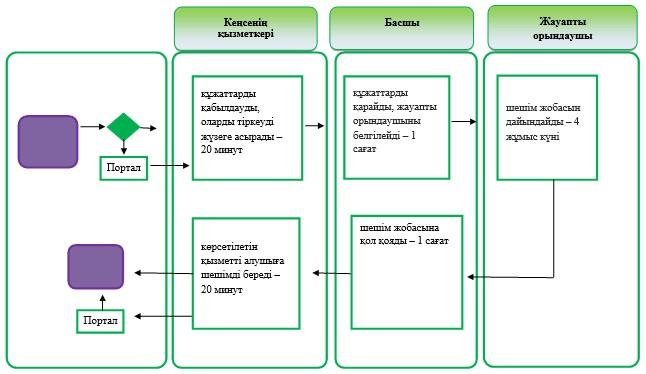 Кеңсенің
қызметкері
Басшы
Жауапты
орындаушы
құжаттарды
қабылдауды,
оларды тіркеуді
жүзеге асырады –
20 минут
құжаттарды
қарайды, жауапты
орындаушыны
белгілейді – 1
сағат
шешім жобасын
дайындайды – 4
жұмыс күні
Портал
көрсетілетін
қызметті алушыға
шешімді береді –
20 минут
шешім жобасына
қол қояды – 1 сағат
Портал